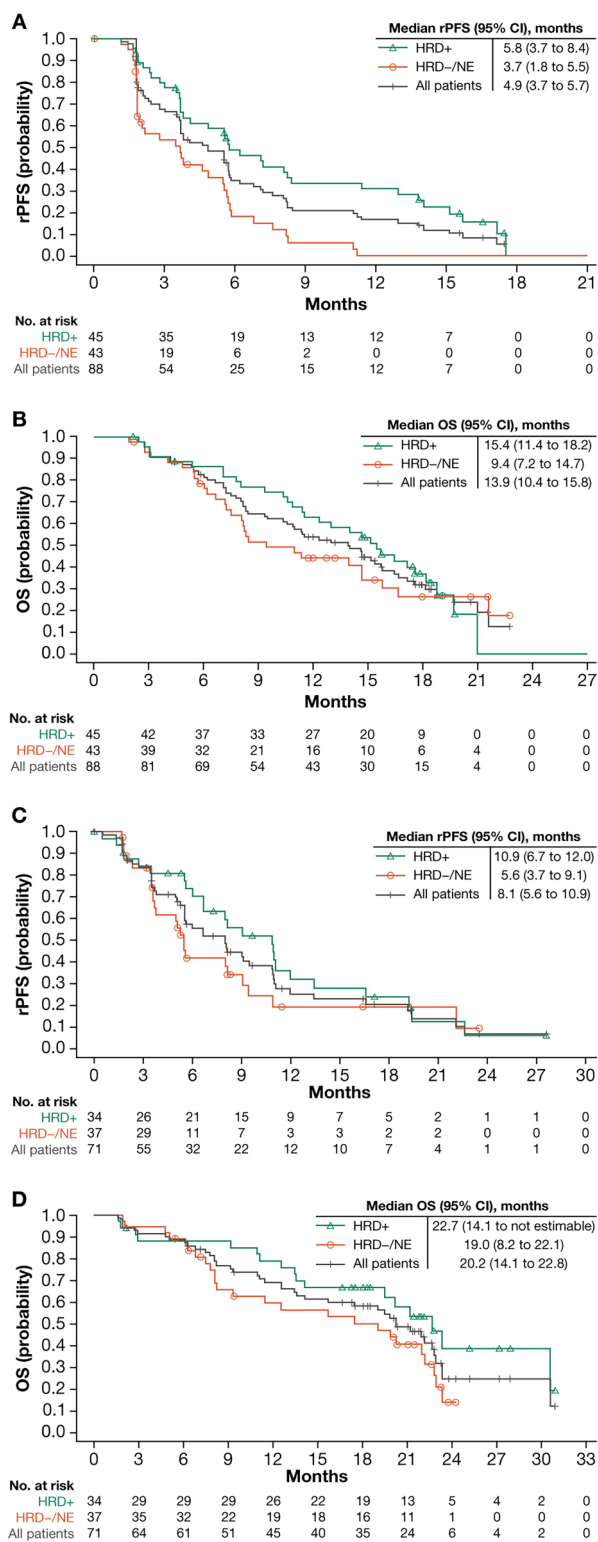 A
Median rPFS (95% CI), months
HRD+ 5.8 (3.7 to 8.4)
HRD−/NE 3.7 (1.8 to 5.5)
All patients 4.9 (3.7 to 5.7)
rPFS (probability)
1.0
0.9
0.8
0.7
0.6
0.5
0.4
0.3
0.2
0.1
0.0
0 3 6 9 12 15 18 21
Months
No. at risk
HRD+ 45 35 19 13 12 7 0 0
HRD−/NE 43 19 6 2 0 0 0 0
All patients 88 54 25 15 12 7 0 0
B
Median OS (95% CI), months
HRD+ 15.4 (11.4 to 18.2)
HRD−/NE 9.4 (7.2 to 14.7)
All patients 13.9 (10.4 to 15.8)
OS (probability)
1.0
0.9
0.8
0.7
0.6
0.5
0.4
0.3
0.2
0.1
0.0
0 3 6 9 12 15 18 21 24 27
Months
No. at risk
HRD+ 45 42 37 33 27 20 9 0 0 0
HRD−/NE 43 39 32 21 16 10 6 4 0 0
All patients 88 81 69 54 43 30 15 4 0 0
C
Median rPFS (95% CI), months
HRD+ 10.9 (6.7 to 12.0)
HRD−/NE 5.6 (3.7 to 9.1)
All patients 8.1 (5.6 to 10.9)
rPFS (probability)
1.0
0.9
0.8
0.7
0.6
0.5
0.4
0.3
0.2
0.1
0.0
0 3 6 9 12 15 18 21 24 27 30
Months
No. at risk
HRD+ 34 26 21 15 9 7 5 2 1 1 0
HRD−/NE 37 29 11 7 3 3 2 2 0 0 0
All patients 71 55 32 22 12 10 7 4 1 1 0
D
Median OS (95% CI), months
HRD+ 22.7 (14.1 to not estimable)
HRD−/NE 19.0 (8.2 to 22.1)
All patients 20.2 (14.1 to 22.8)
OS (probability)
1.0
0.9
0.8
0.7
0.6
0.5
0.4
0.3
0.2
0.1
0.0
0 3 6 9 12 15 18 21 24 27 30 33
Months
No. at risk
HRD+ 34 29 29 29 26 22 19 13 5 4 2 0
HRD−/NE 37 35 32 22 19 18 16 11 1 0 0 0
All patients 71 64 61 51 45 40 35 24 6 4 2 0